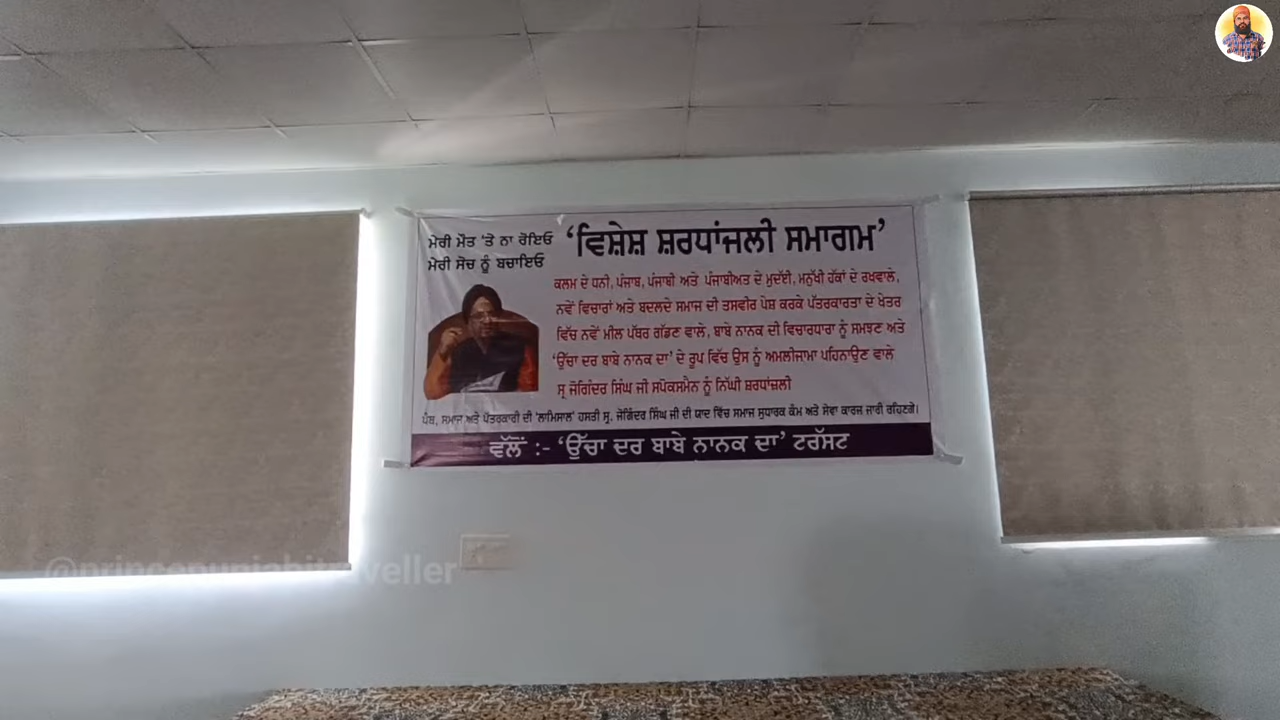 ਮੇਰੀ ਮੌਤ 'ਤੇ ਨਾ ਰੋਇਓ
ਮੇਰੀ ਸੋਚ ਨੂੰ ਬਚਾਇਓ
'ਵਿਸ਼ੇਸ਼ ਸ਼ਰਧਾਂਜਲੀ ਸਮਾਗਮ'
ਕਲਮ ਦੇ ਧਨੀ, ਪੰਜਾਬ, ਪੰਜਾਬੀ ਅਤੇ ਪੰਜਾਬੀਅਤ ਦੇ ਮੁਦੱਈ, ਮਨੁੱਖੀ ਹੱਕਾਂ ਦੇ ਰਖਵਾਲੇ,
ਨਵੇਂ ਵਿਚਾਰਾਂ ਅਤੇ ਬਦਲਦੇ ਸਮਾਜ ਦੀ ਤਸਵੀਰ ਪੇਸ਼ ਕਰਕੇ ਪੱਤਰਕਾਰਤਾ ਦੇ ਖੇਤਰ
ਵਿੱਚ ਨਵੇਂ ਮੀਲ ਪੱਥਰ ਗੱਡਣ ਵਾਲੇ, ਬਾਬੇ ਨਾਨਕ ਦੀ ਵਿਚਾਰਧਾਰਾ ਨੂੰ ਸਮਝਣ ਅਤੇ
'ਉੱਚਾ ਦਰ ਬਾਬੇ ਨਾਨਕ ਦਾ' ਦੇ ਰੂਪ ਵਿੱਚ ਉਸ ਨੂੰ ਅਮਲੀਜਾਮਾ ਪਹਿਨਾਉਣ ਵਾਲੇ
ਸ੍ਰ ਜੋਗਿੰਦਰ ਸਿੰਘ ਜੀ ਸਪੋਕਸਮੈਨ ਨੂੰ ਨਿੱਘੀ ਸ਼ਰਧਾਂਜ਼ਲੀ
ਪੰਥ, ਸਮਾਜ ਅਤੇ ਪੱਤਰਕਾਰੀ ਦੀ 'ਲਾਮਿਸਾਲ' ਹਸਤੀ ਸ੍ਰ. ਜੋਗਿੰਦਰ ਸਿੰਘ ਜੀ ਦੀ ਯਾਦ ਵਿੱਚ ਸਮਾਜ ਸੁਧਾਰਕ ਕੰਮ ਅਤੇ ਸੇਵਾ ਕਾਰਜ ਜਾਰੀ ਰਹਿਣਗੇ।
ਵੱਲੋਂ :- 'ਉੱਚਾ ਦਰ ਬਾਬੇ ਨਾਨਕ ਦਾ' ਟਰੱਸਟ
@princepunjabitraveller